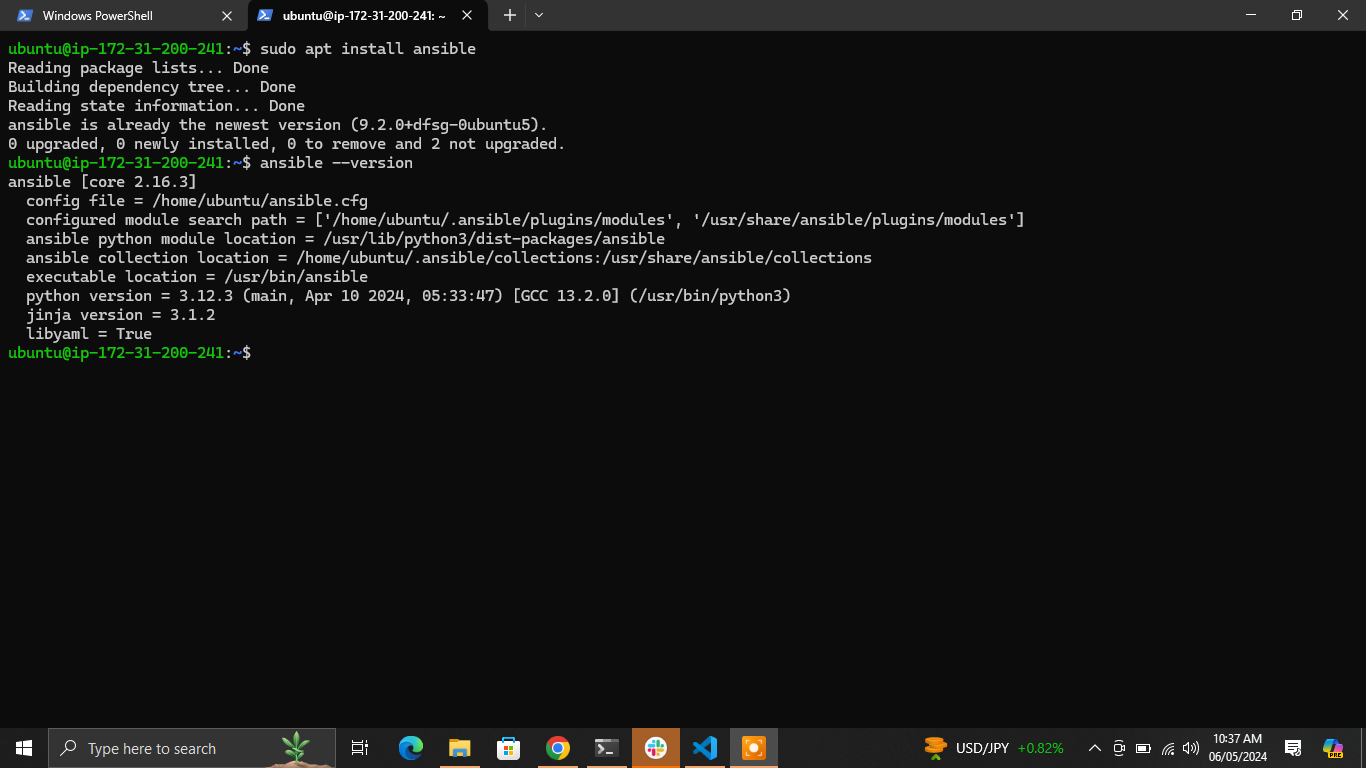 Windows PowerShell
ubuntu@ip-172-31-200-241: ~
ubuntu@ip-172-31-200-241:~$ sudo apt install ansible
Reading package lists... Done
Building dependency tree... Done
Reading state information... Done
ansible is already the newest version (9.2.0+dfsg-0ubuntu5).
0 upgraded, 0 newly installed, 0 to remove and 2 not upgraded.
ubuntu@ip-172-31-200-241:~$ ansible --version
ansible [core 2.16.3]
  config file = /home/ubuntu/ansible.cfg
  configured module search path = ['/home/ubuntu/.ansible/plugins/modules', '/usr/share/ansible/plugins/modules']
  ansible python module location = /usr/lib/python3/dist-packages/ansible
  ansible collection location = /home/ubuntu/.ansible/collections:/usr/share/ansible/collections
  executable location = /usr/bin/ansible
  python version = 3.12.3 (main, Apr 10 2024, 05:33:47) [GCC 13.2.0] (/usr/bin/python3)
  jinja version = 3.1.2
  libyaml = True
ubuntu@ip-172-31-200-241:~$
Type here to search
USD/JPY +0.82%
10:37 AM
06/05/2024
PRE